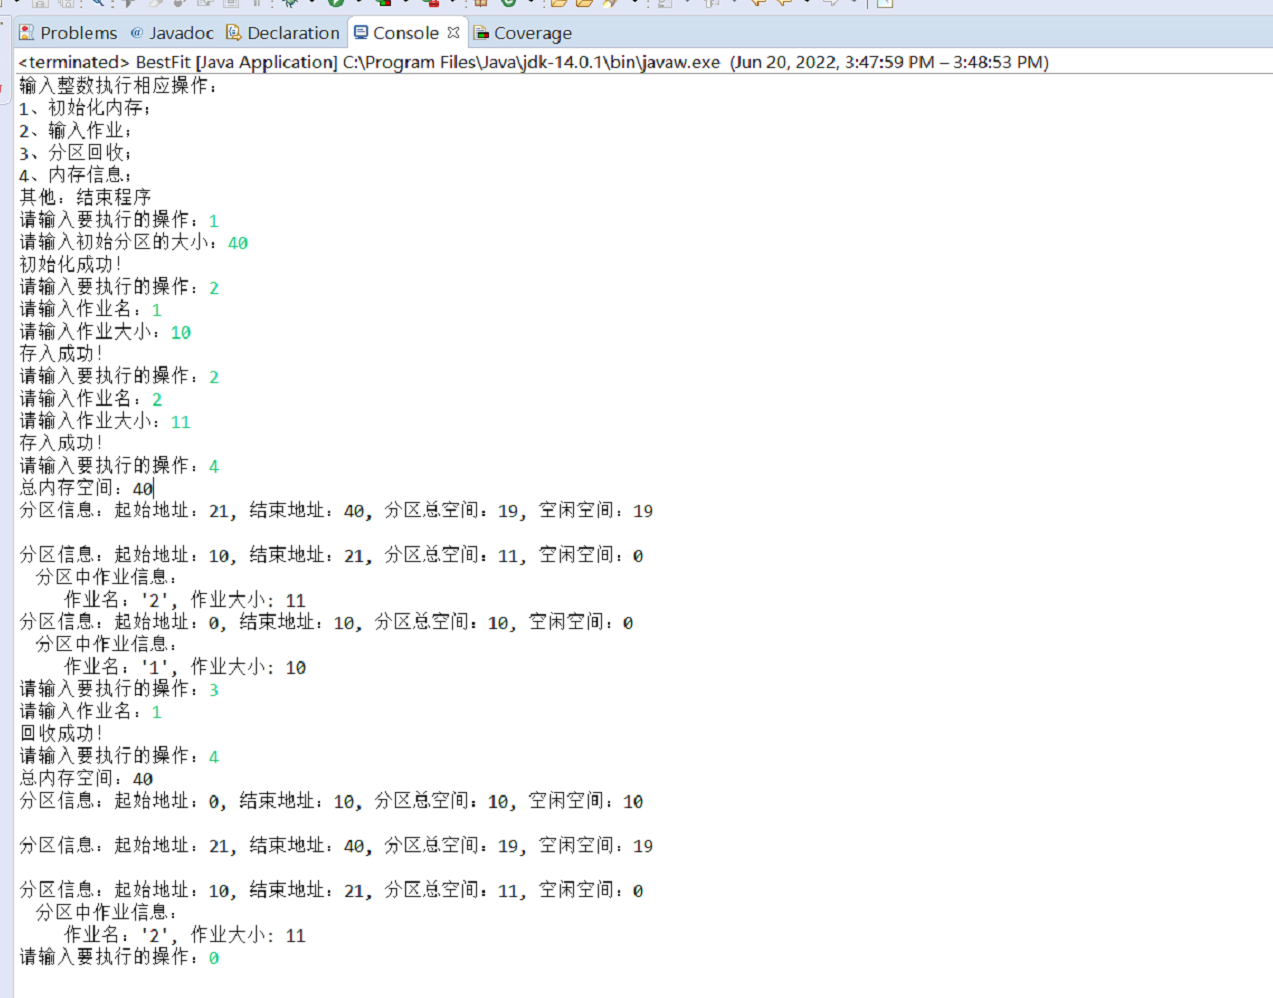 Problems @ Javadoc Declaration Console Coverage
<terminated> BestFit [Java Application] C:\Program Files\Java\jdk-14.0.1\bin\javaw.exe (Jun 20, 2022, 3:47:59 PM – 3:48:53 PM)
输入整数执行相应操作：
1、初始化内存；
2、输入作业；
3、分区回收；
4、内存信息；
其他：结束程序
请输入要执行的操作：1
请输入初始分区的大小：40
初始化成功！
请输入要执行的操作：2
请输入作业名：1
请输入作业大小：10
存入成功！
请输入要执行的操作：2
请输入作业名：2
请输入作业大小：11
存入成功！
请输入要执行的操作：4
总内存空间：40
分区信息：起始地址：21, 结束地址：40, 分区总空间：19, 空闲空间：19
分区信息：起始地址：10, 结束地址：21, 分区总空间：11, 空闲空间：0
分区中作业信息：
作业名：'2', 作业大小: 11
分区信息：起始地址：0, 结束地址：10, 分区总空间：10, 空闲空间：0
分区中作业信息：
作业名：'1', 作业大小: 10
请输入要执行的操作：3
请输入作业名：1
回收成功！
请输入要执行的操作：4
总内存空间：40
分区信息：起始地址：0, 结束地址：10, 分区总空间：10, 空闲空间：10
分区信息：起始地址：21, 结束地址：40, 分区总空间：19, 空闲空间：19
分区信息：起始地址：10, 结束地址：21, 分区总空间：11, 空闲空间：0
分区中作业信息：
作业名：'2', 作业大小: 11
请输入要执行的操作：0